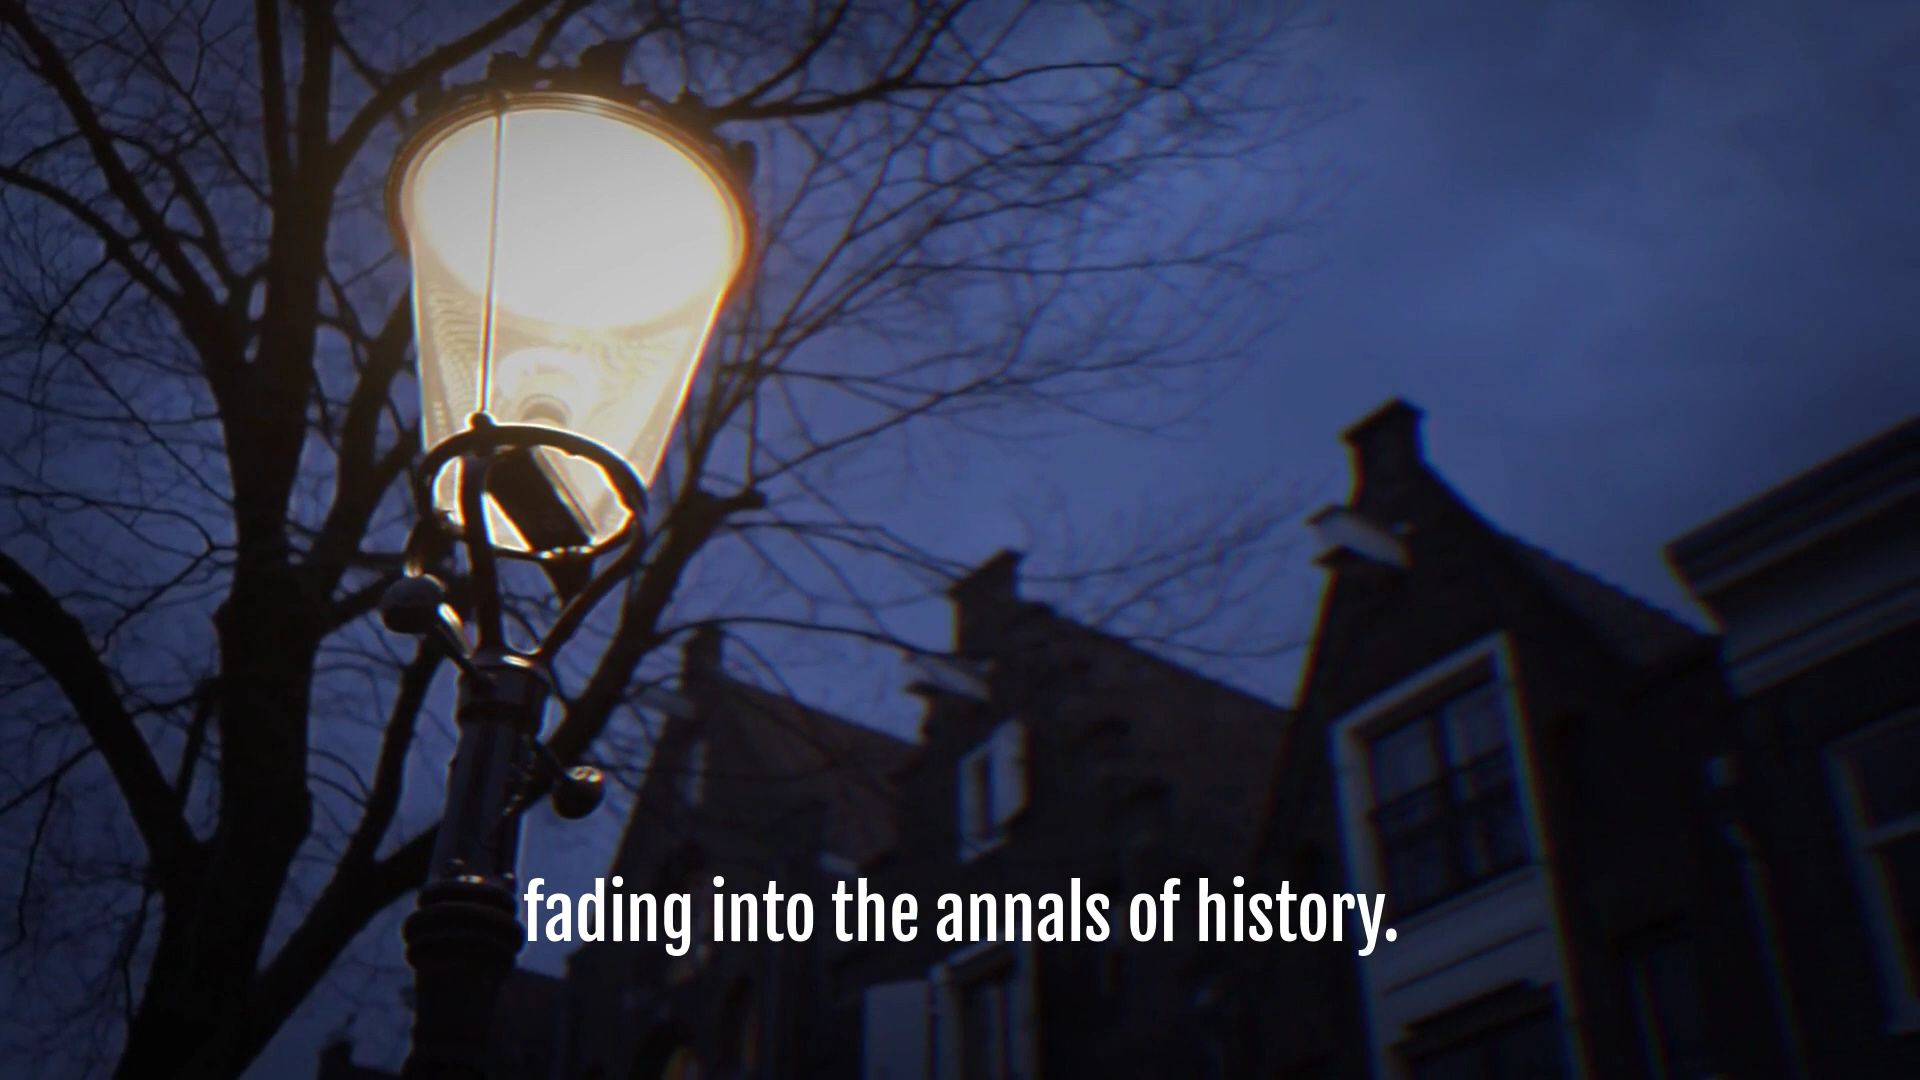 fading into the annals of history.